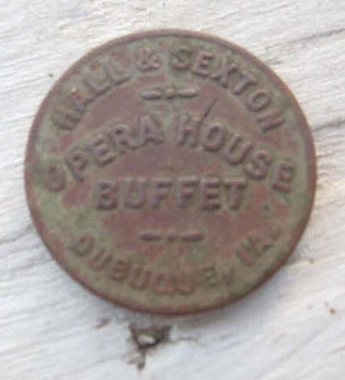 HALL & SEXTON
OPERA HOUSE
BUFFET
DUBUQUE, IA.